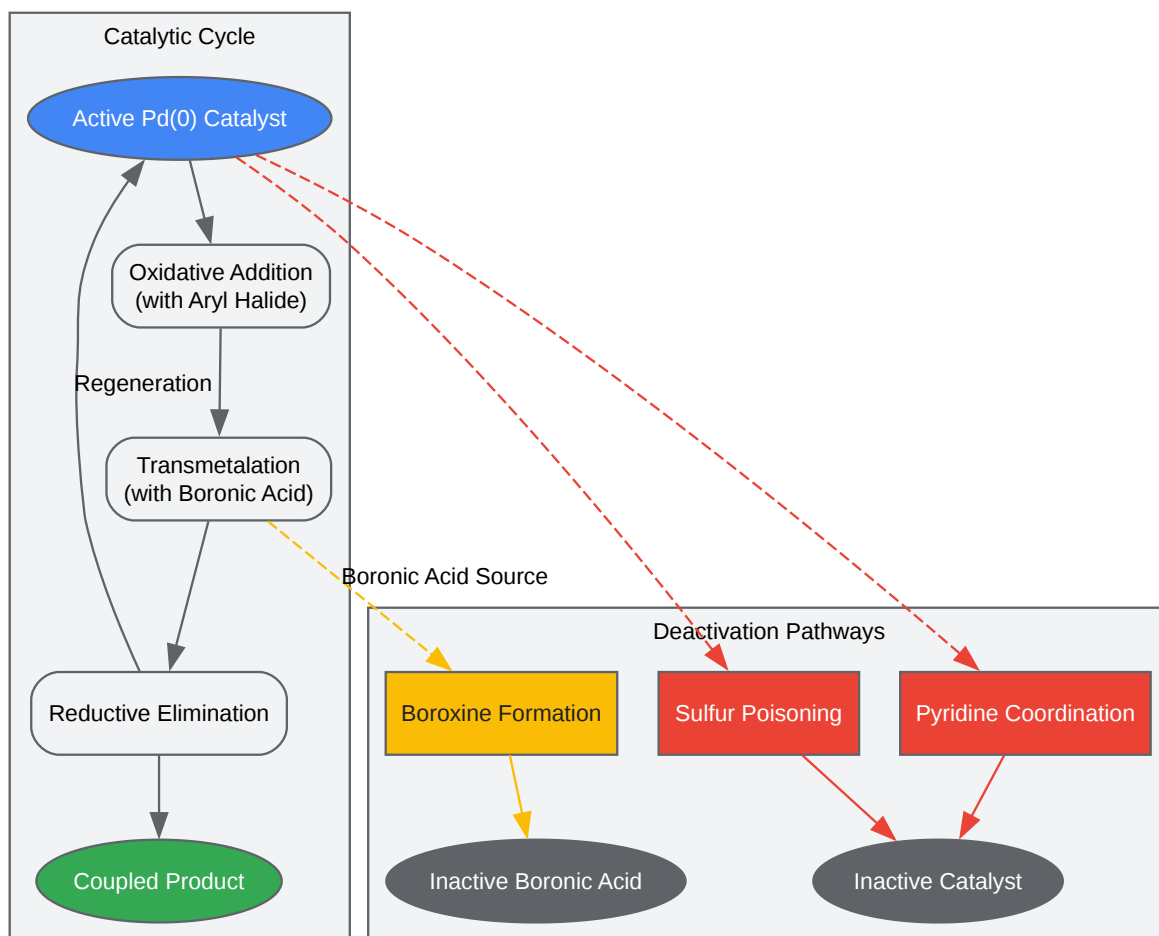 Catalytic Cycle
Active Pd(0) Catalyst
Oxidative Addition
(with Aryl Halide)
Regeneration
Transmetalation
(with Boronic Acid)
Boronic Acid Source
Reductive Elimination
Coupled Product
Deactivation Pathways
Boroxine Formation
Sulfur Poisoning
Pyridine Coordination
Inactive Boronic Acid
Inactive Catalyst